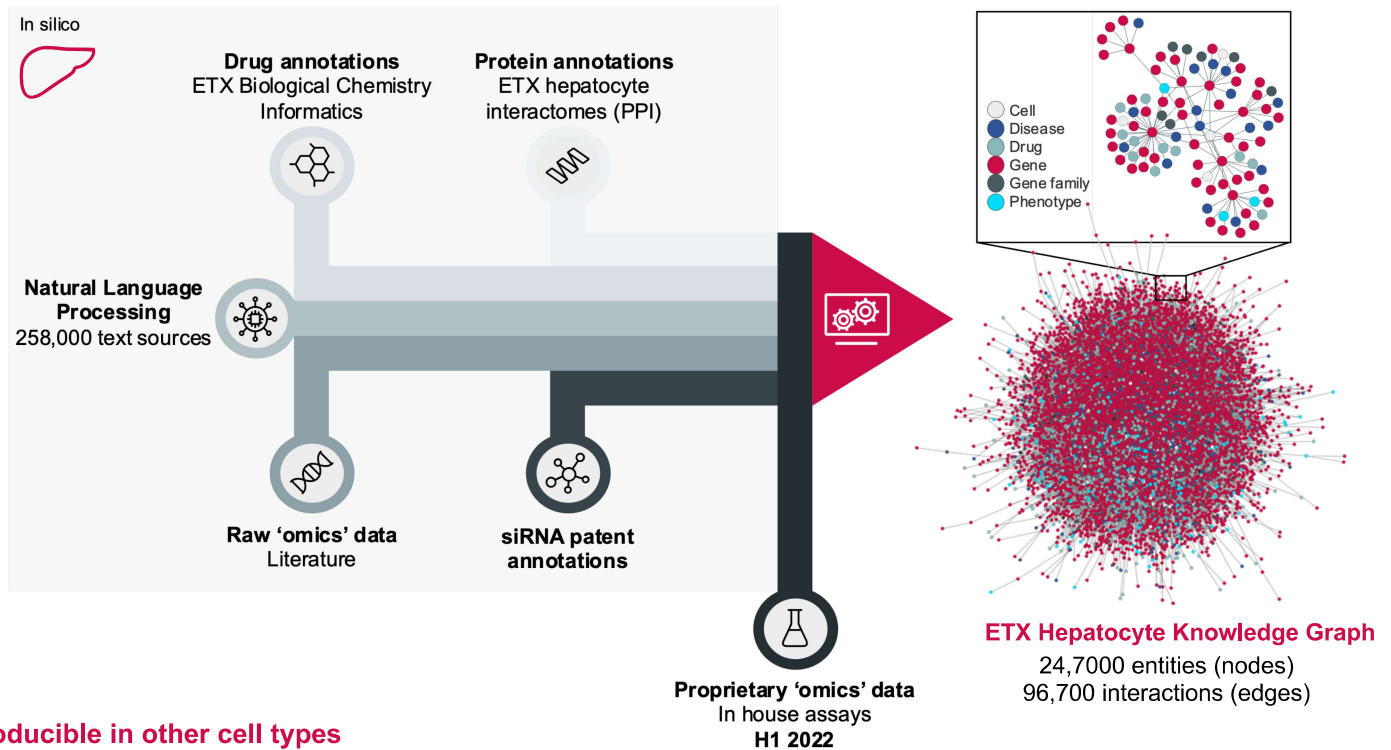 In silico
Drug annotations
ETX Biological Chemistry
Informatics
Protein annotations
ETX hepatocyte
interactomes (PPI)
Natural Language
Processing
258,000 text sources
Raw ‘omics’ data
Literature
siRNA patent
annotations
Proprietary ‘omics’ data
In house assays
H1 2022
Cell
Disease
Drug
Gene
Gene family
Phenotype
ETX Hepatocyte Knowledge Graph
24,7000 entities (nodes)
96,700 interactions (edges)
oducible in other cell types